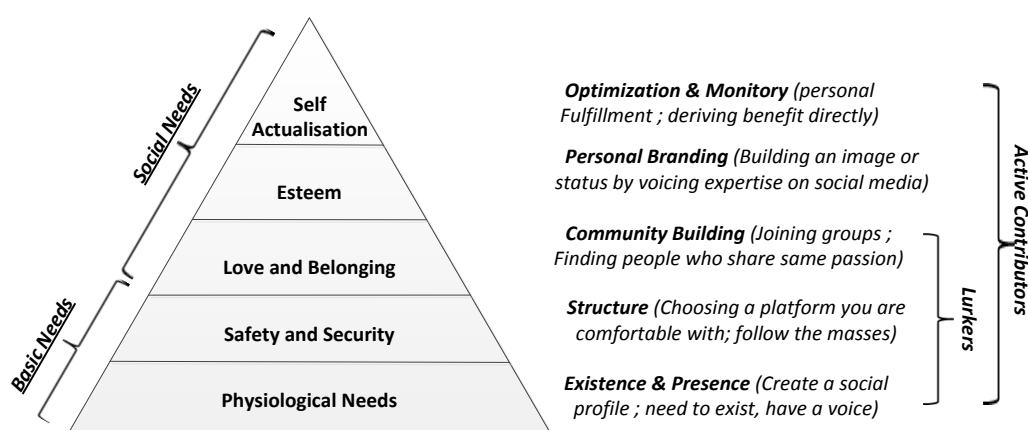 Social Needs
Basic Needs
Self
Actualisation
Esteem
Love and Belonging
Safety and Security
Physiological Needs
Optimization & Monitory (personal
Fulfillment ; deriving benefit directly)
Personal Branding (Building an image or
status by voicing expertise on social media)
Community Building (Joining groups ;
Finding people who share same passion)
Structure (Choosing a platform you are
comfortable with; follow the masses)
Existence & Presence (Create a social
profile ; need to exist, have a voice)
Lurkers
Active Contributors